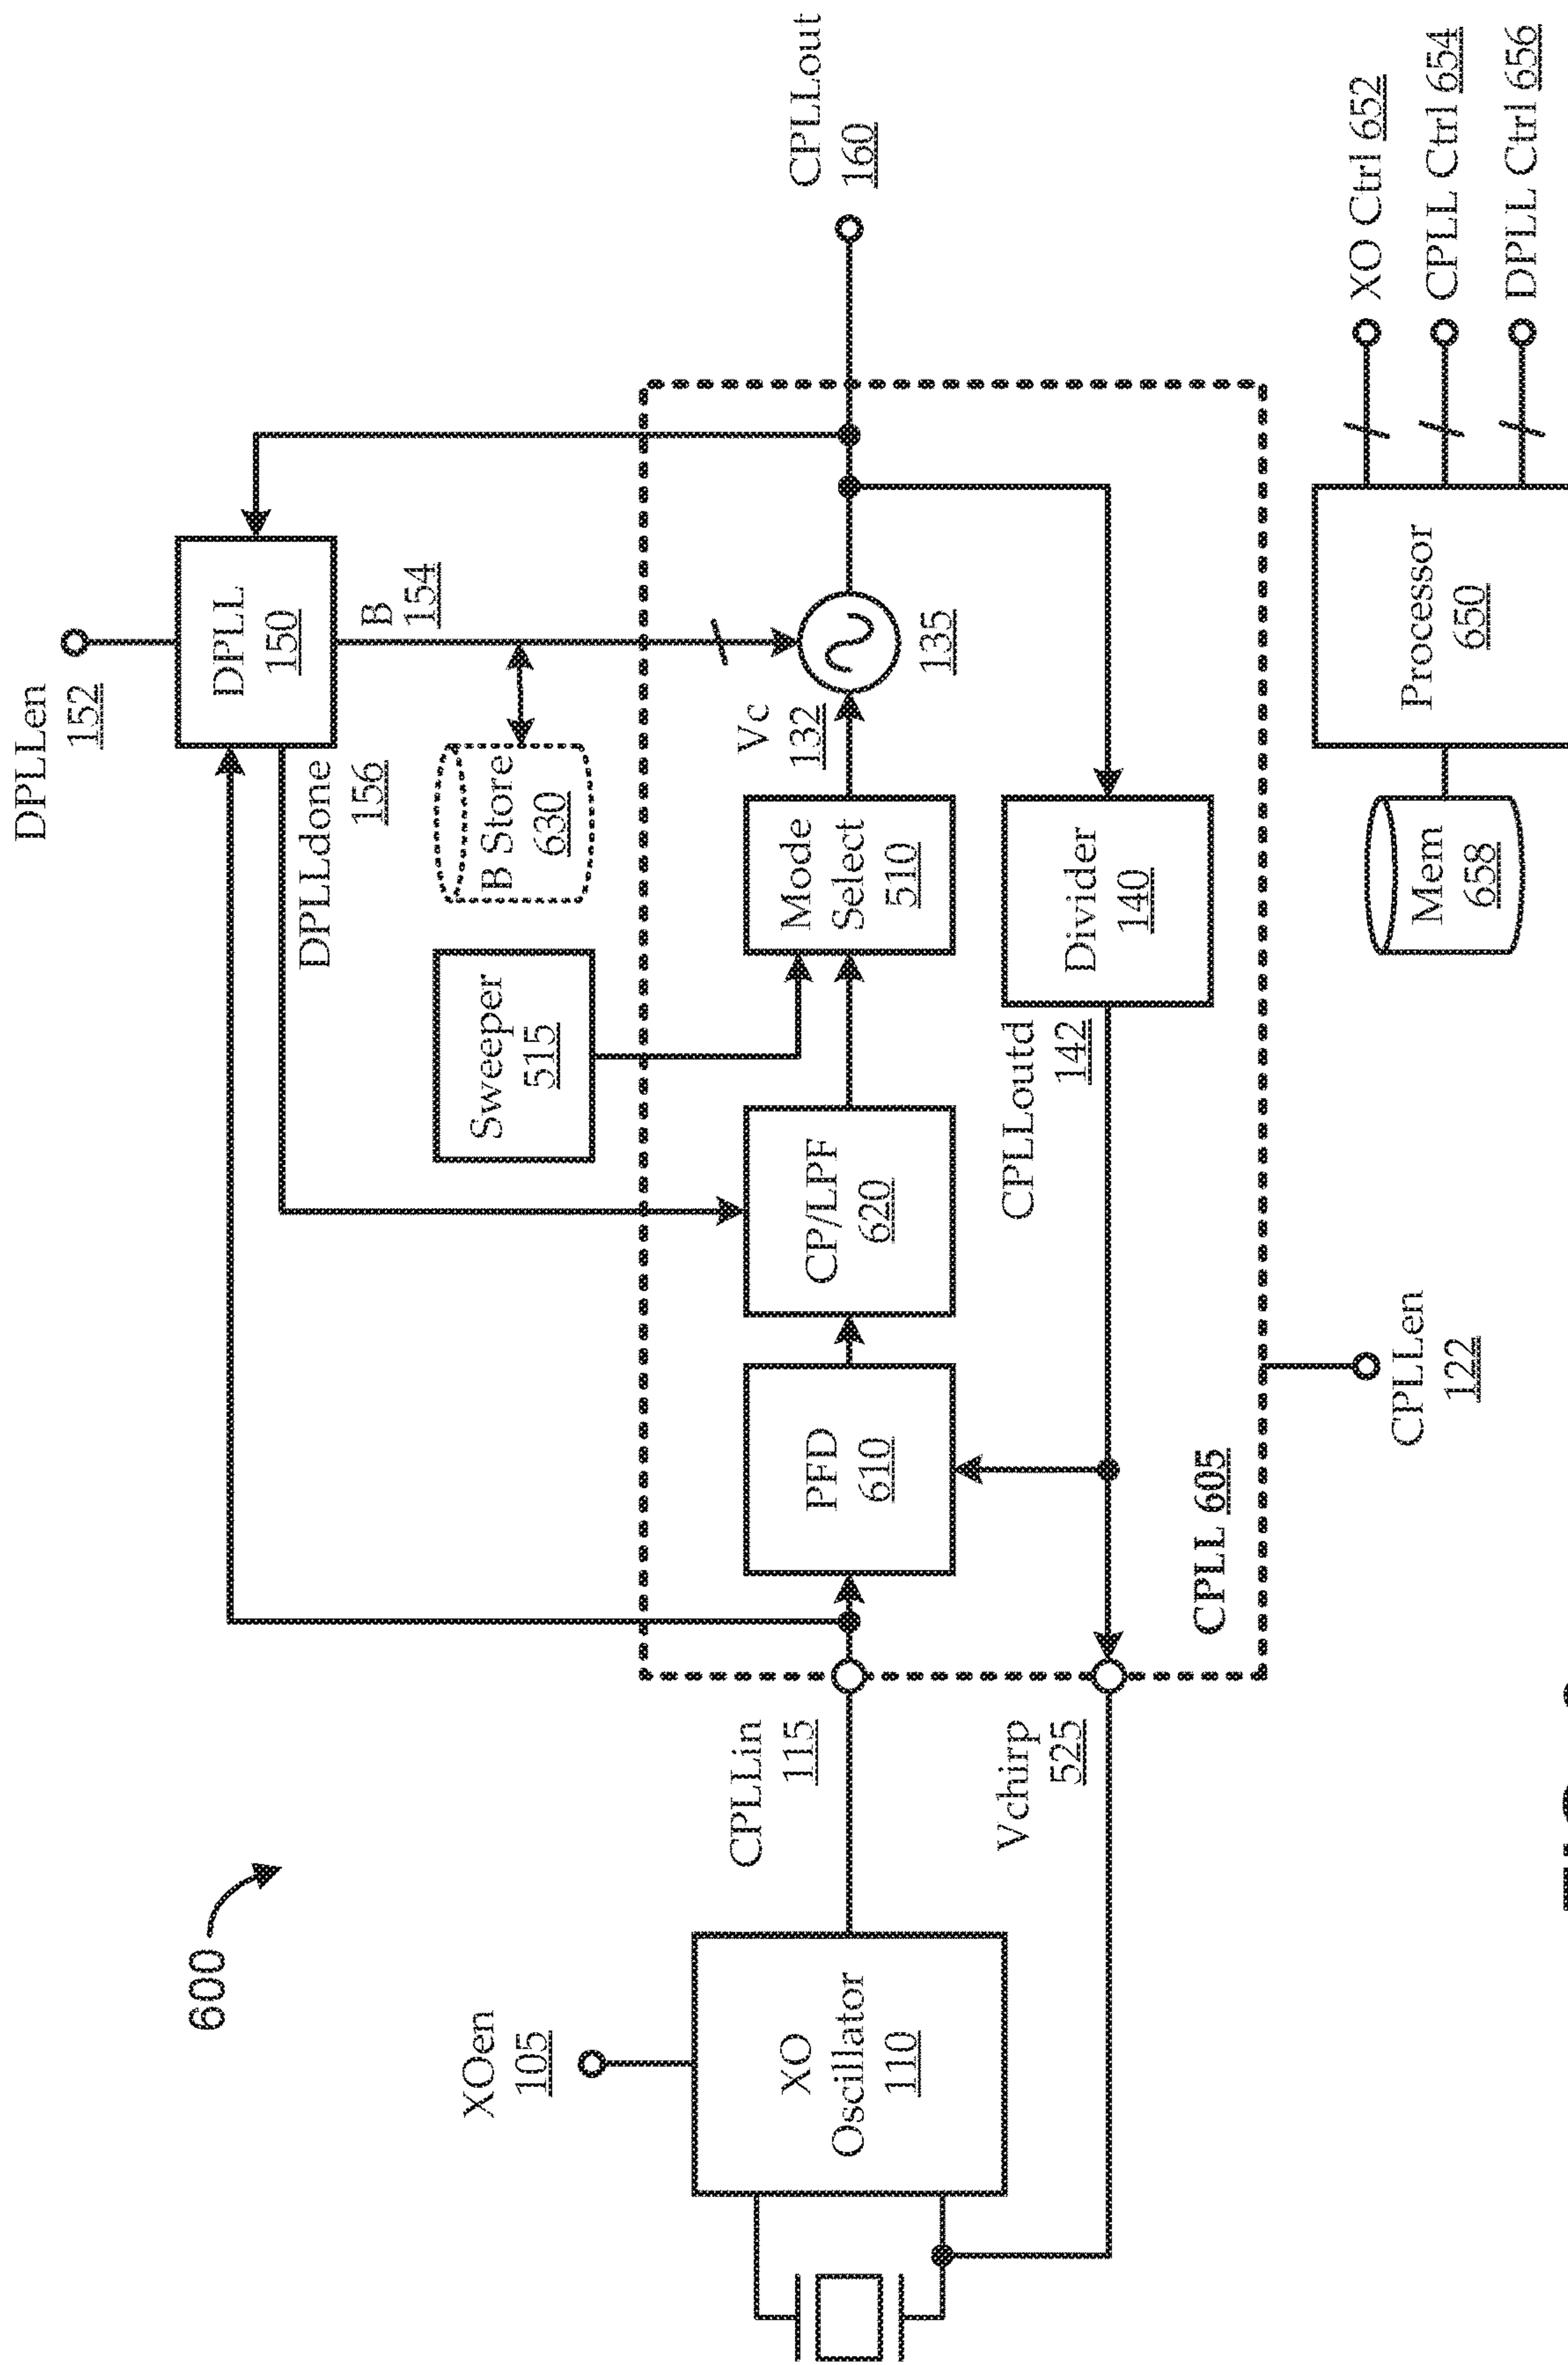 600
XOen
105
XO
Oscillator
110
CPLLin
115
Vchirp
525
DPLLen
152
DPLL
150
DPLLdone
156
B
154
B Store
630
Sweeper
515
PFD
610
CP/LPF
620
Mode
Select
510
Vc
132
135
CPLLout
160
Divider
140
CPLLoutd
142
CPLL 605
CPLLen
122
Processor
650
Mem
658
XO Ctrl 652
CPLL Ctrl 654
DPLL Ctrl 656